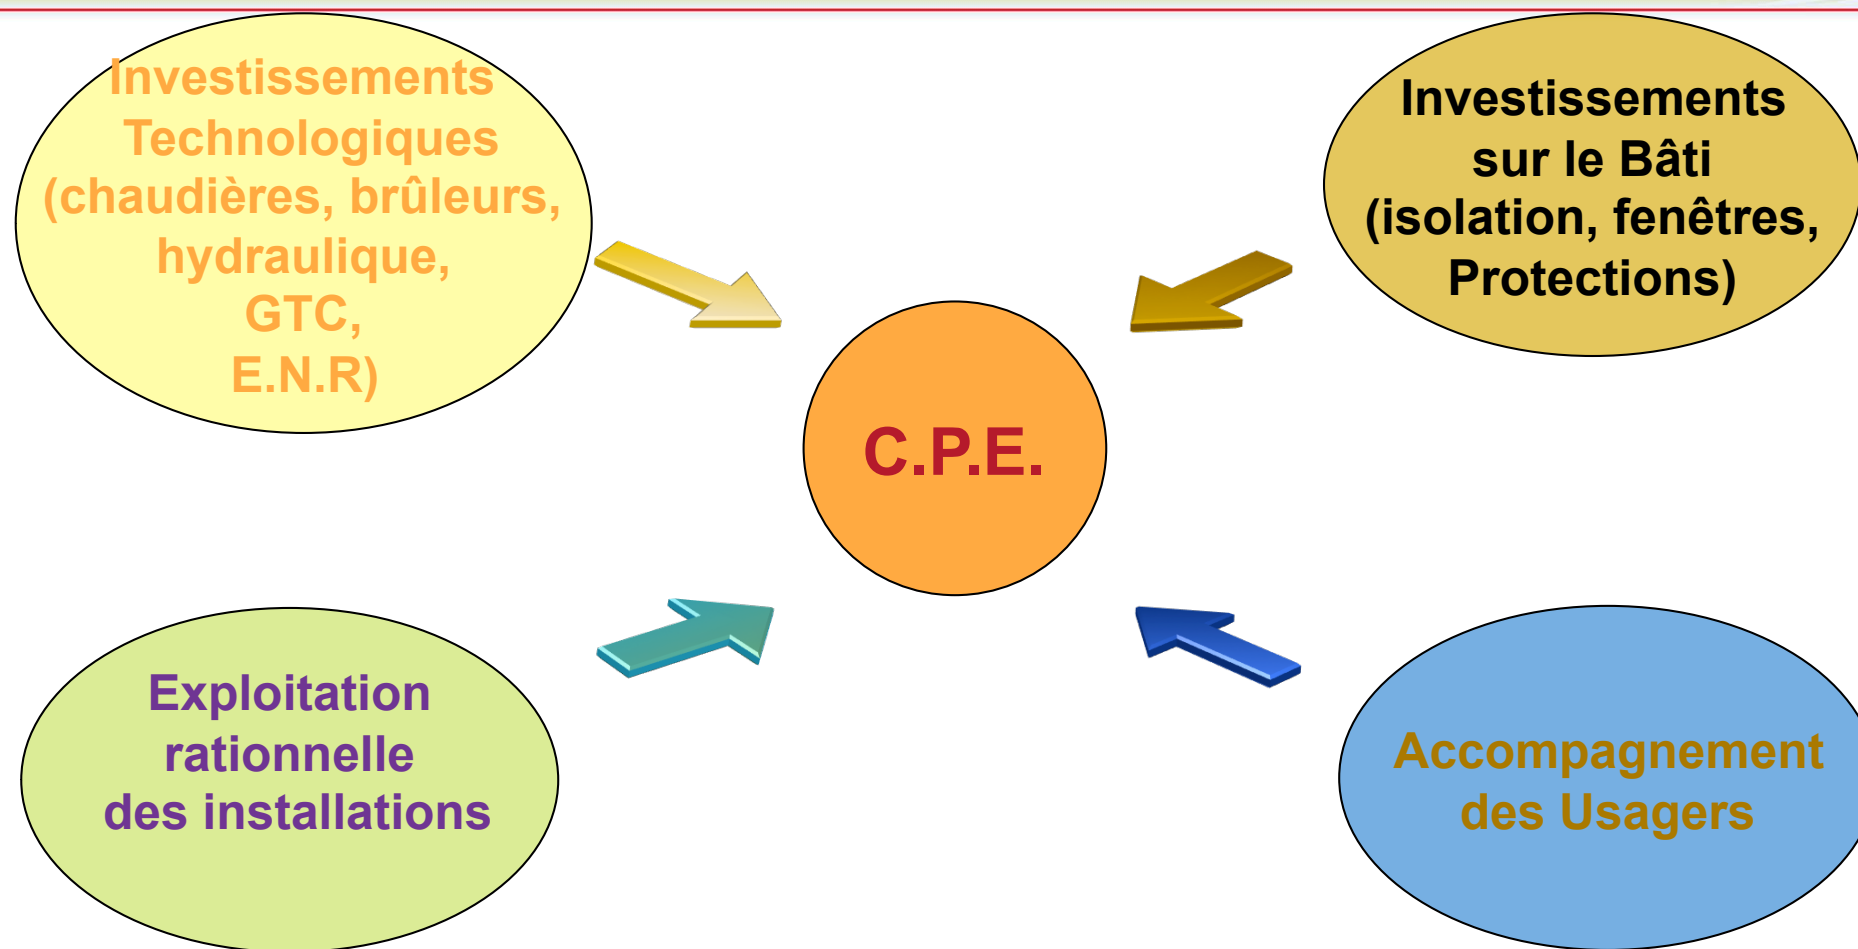 Investissements
Technologiques
(chaudières, brûleurs,
hydraulique,
GTC,
E.N.R)
Investissements
sur le Bâti
(isolation, fenêtres,
Protections)
C.P.E.
Exploitation
rationnelle
des installations
Accompagnement
des Usagers